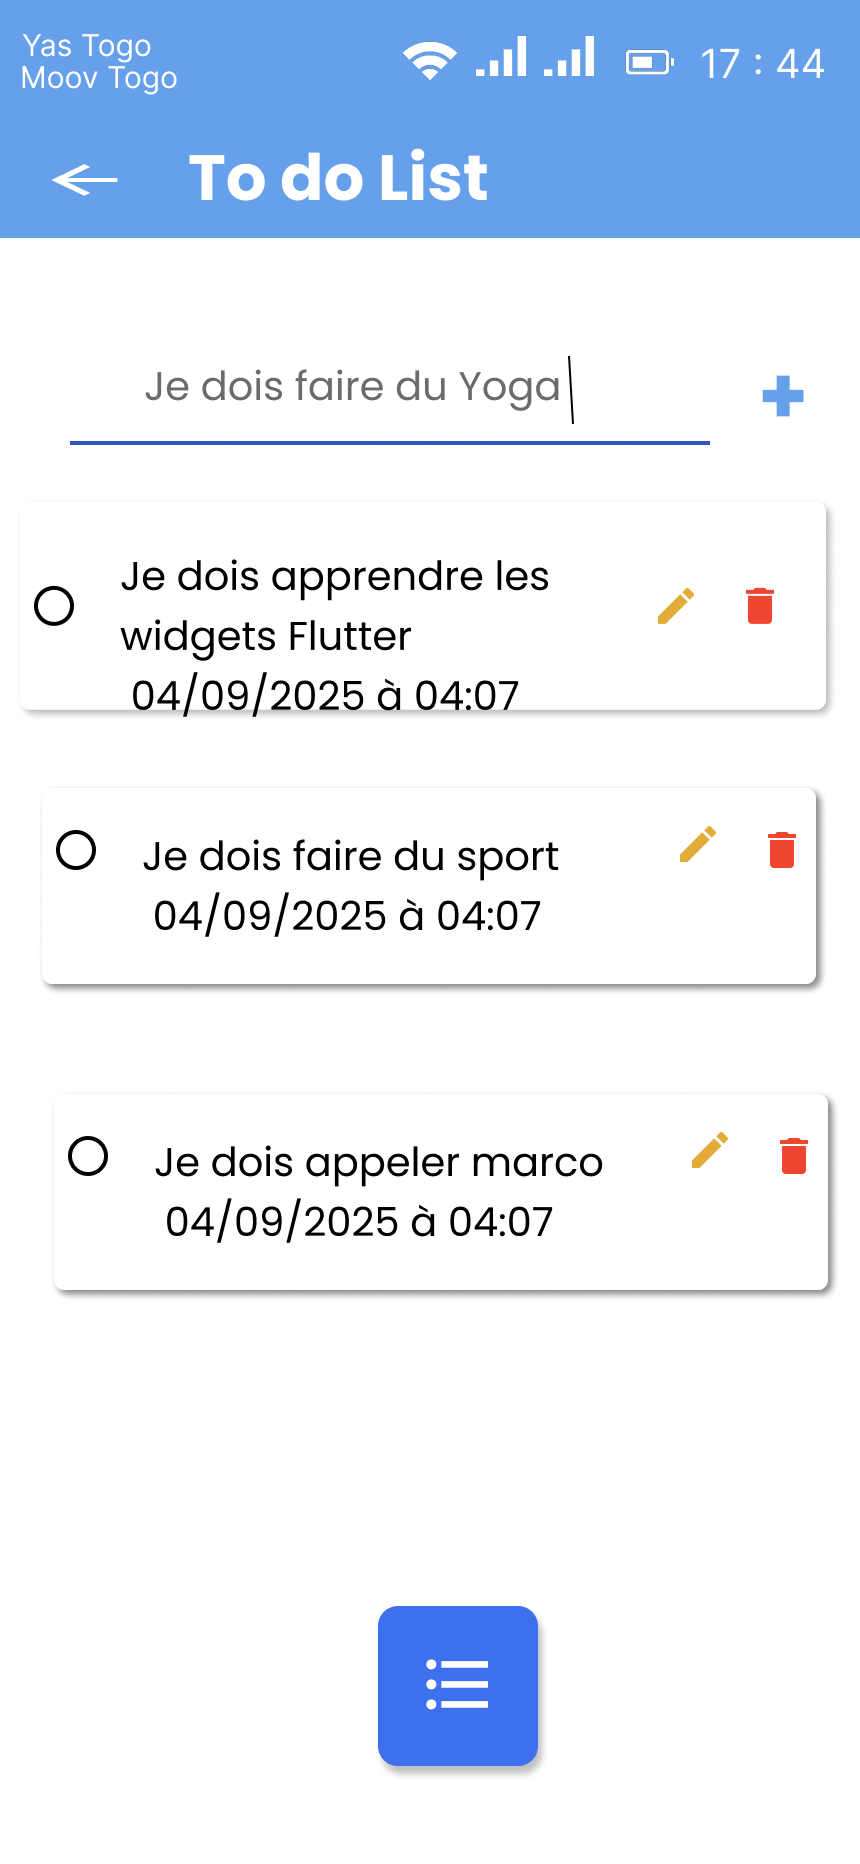 Yas Togo
Moov Togo
17 : 44
To do List
Je dois faire du Yoga
Je dois apprendre les
widgets Flutter
04/09/2025 à 04:07
Je dois faire du sport
04/09/2025 à 04:07
Je dois appeler marco
04/09/2025 à 04:07